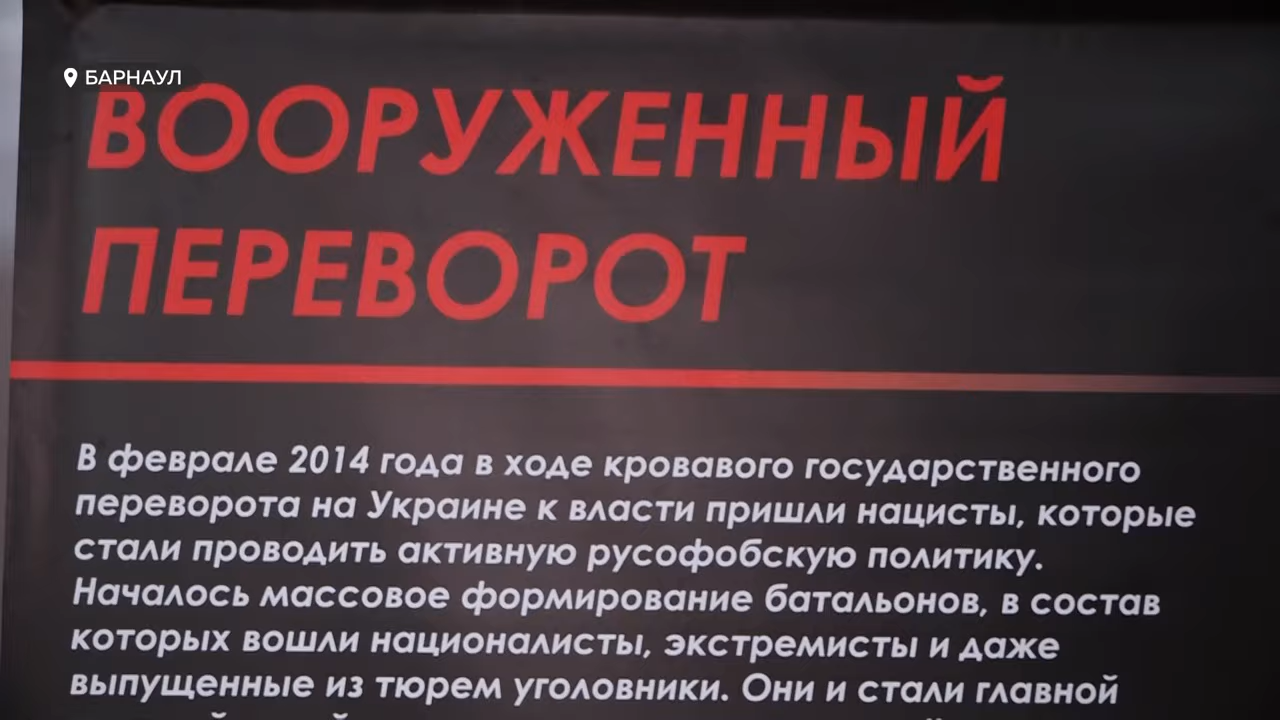 БАРНАУЛ
ВООРУЖЕННЫЙ
ПЕРЕВОРОТ
В феврале 2014 года в ходе кровавого государственного
переворота на Украине к власти пришли нацисты, которые
стали проводить активную русофобскую политику.
Началось массовое формирование батальонов, в состав
которых вошли националисты, экстремисты и даже
выпущенные из тюрем уголовники. Они и стали главной